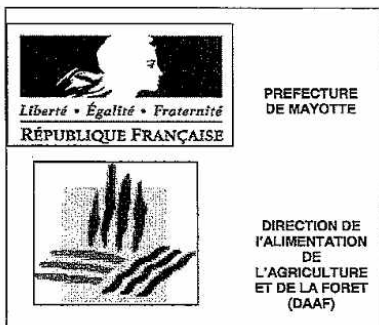 Liberté • Égalité • Fraternité
RÉPUBLIQUE FRANÇAISE
PREFECTURE
DE MAYOTTE
DIRECTION DE
l'ALIMENTATION
DE
L'AGRICULTURE
ET DE LA FORET
(DAAF)